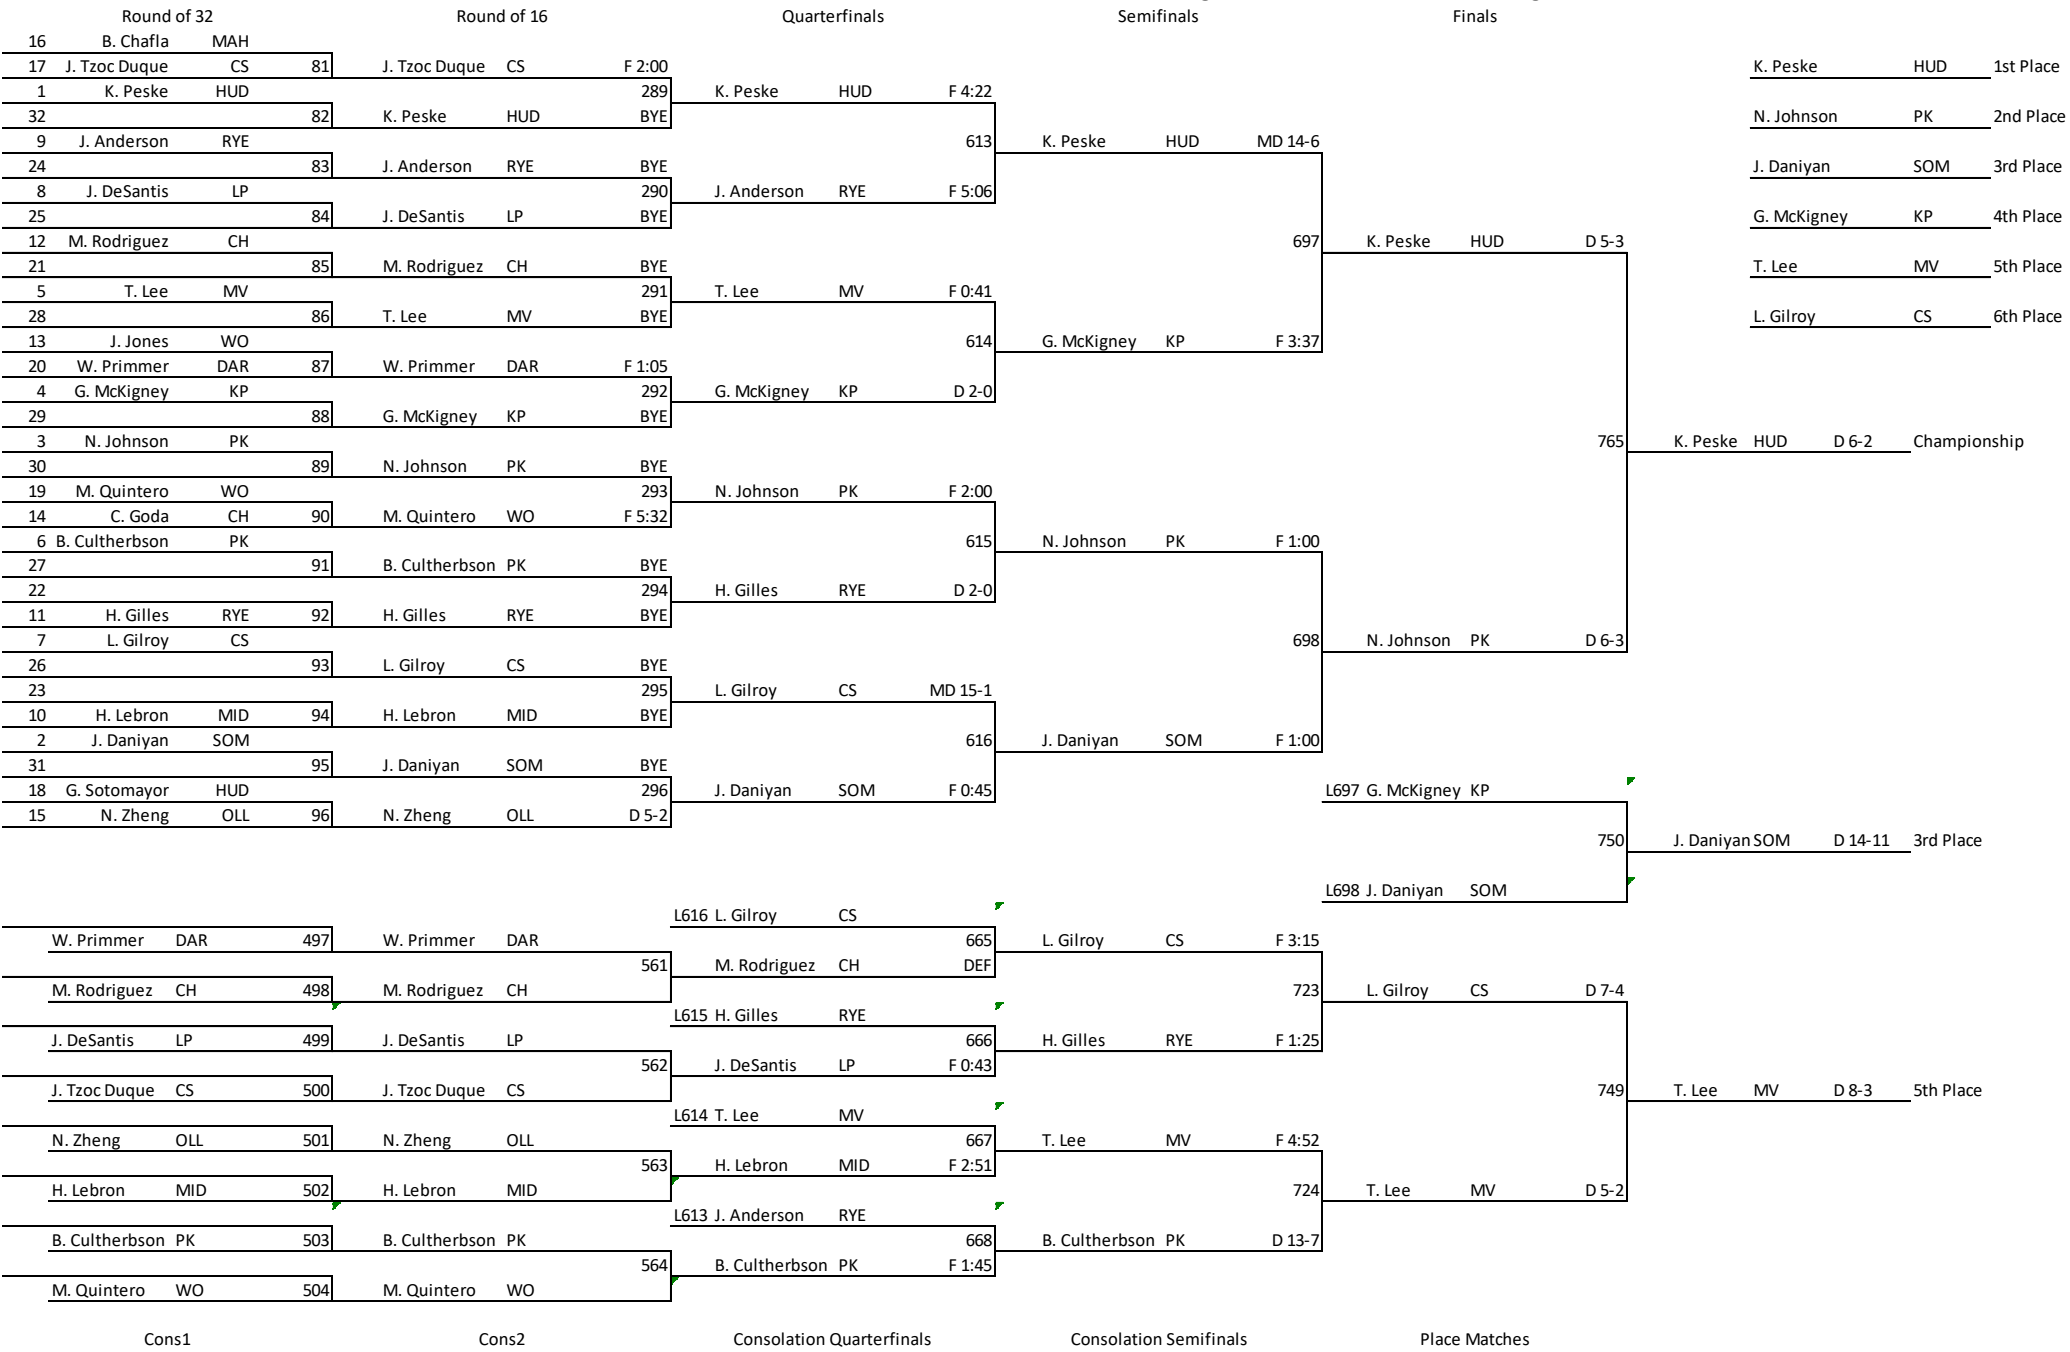 Round of 32 Round of 16 Quarterfinals Semifinals Finals
16 B. Chafla MAH
17 J. Tzoc Duque CS 81 J. Tzoc Duque CS F 2:00 K. Peske HUD 1st Place
1 K. Peske HUD 289 K. Peske HUD F 4:22
32 82 K. Peske HUD BYE N. Johnson PK 2nd Place
9 J. Anderson RYE 613 K. Peske HUD MD 14-6
24 83 J. Anderson RYE BYE J. Daniyan SOM 3rd Place
8 J. DeSantis LP 290 J. Anderson RYE F 5:06
25 84 J. DeSantis LP BYE G. McKigney KP 4th Place
12 M. Rodriguez CH 697 K. Peske HUD D 5-3
21 85 M. Rodriguez CH BYE T. Lee MV 5th Place
5 T. Lee MV 291 T. Lee MV F 0:41
28 86 T. Lee MV BYE L. Gilroy CS 6th Place
13 J. Jones WO 614 G. McKigney KP F 3:37
20 W. Primmer DAR 87 W. Primmer DAR F 1:05
4 G. McKigney KP 292 G. McKigney KP D 2-0
29 88 G. McKigney KP BYE
3 N. Johnson PK 765 K. Peske HUD D 6-2 Championship
30 89 N. Johnson PK BYE
19 M. Quintero WO 293 N. Johnson PK F 2:00
14 C. Goda CH 90 M. Quintero WO F 5:32
6 B. Cultherbson PK 615 N. Johnson PK F 1:00
27 91 B. Cultherbson PK BYE
22 294 H. Gilles RYE D 2-0
11 H. Gilles RYE 92 H. Gilles RYE BYE
7 L. Gilroy CS 698 N. Johnson PK D 6-3
26 93 L. Gilroy CS BYE
23 295 L. Gilroy CS MD 15-1
10 H. Lebron MID 94 H. Lebron MID BYE
2 J. Daniyan SOM 616 J. Daniyan SOM F 1:00
31 95 J. Daniyan SOM BYE
18 G. Sotomayor HUD 296 J. Daniyan SOM F 0:45 L697 G. McKigney KP
15 N. Zheng OLL 96 N. Zheng OLL D 5-2
750 J. Daniyan SOM D 14-11 3rd Place
L698 J. Daniyan SOM
L616 L. Gilroy CS
W. Primmer DAR 497 W. Primmer DAR 665 L. Gilroy CS F 3:15
561 M. Rodriguez CH DEF
M. Rodriguez CH 498 M. Rodriguez CH 723 L. Gilroy CS D 7-4
L615 H. Gilles RYE
J. DeSantis LP 499 J. DeSantis LP 666 H. Gilles RYE F 1:25
562 J. DeSantis LP F 0:43
J. Tzoc Duque CS 500 J. Tzoc Duque CS 749 T. Lee MV D 8-3 5th Place
L614 T. Lee MV
N. Zheng OLL 501 N. Zheng OLL 667 T. Lee MV F 4:52
563 H. Lebron MID F 2:51
H. Lebron MID 502 H. Lebron MID 724 T. Lee MV D 5-2
L613 J. Anderson RYE
B. Cultherbson PK 503 B. Cultherbson PK 668 B. Cultherbson PK D 13-7
564 B. Cultherbson PK F 1:45
M. Quintero WO 504 M. Quintero WO
Cons1 Cons2 Consolation Quarterfinals Consolation Semifinals Place Matches